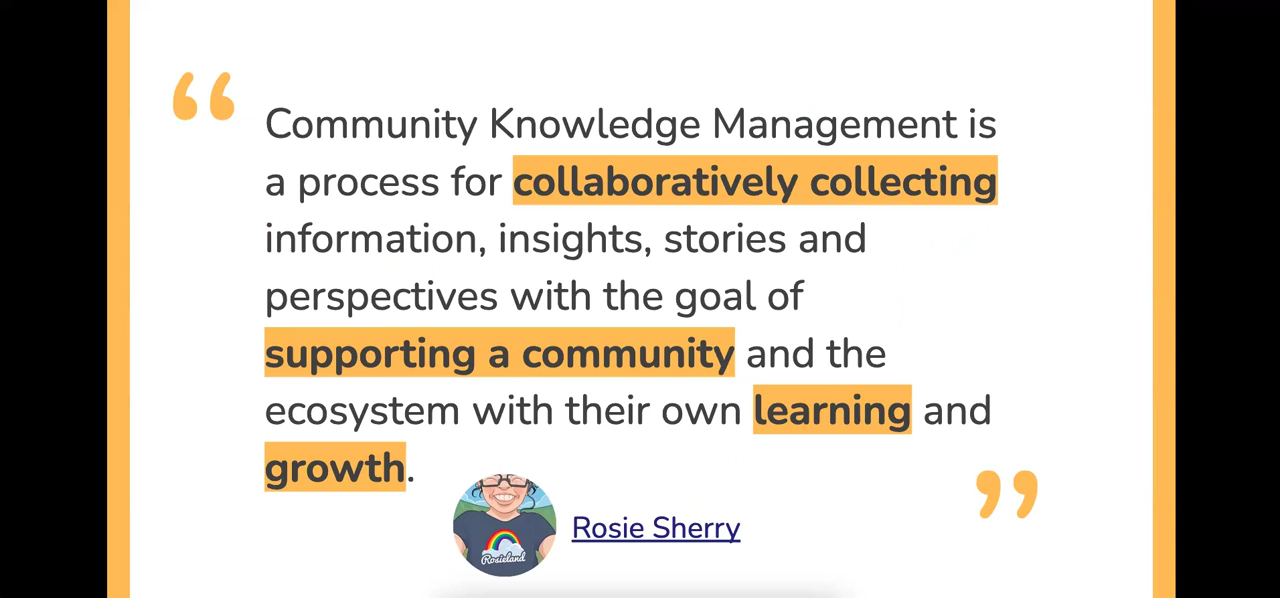 “
Community Knowledge Management is
a process for collaboratively collecting
information, insights, stories and
perspectives with the goal of
supporting a community and the
ecosystem with their own learning and
growth.
”
Rosieland
Rosie Sherry